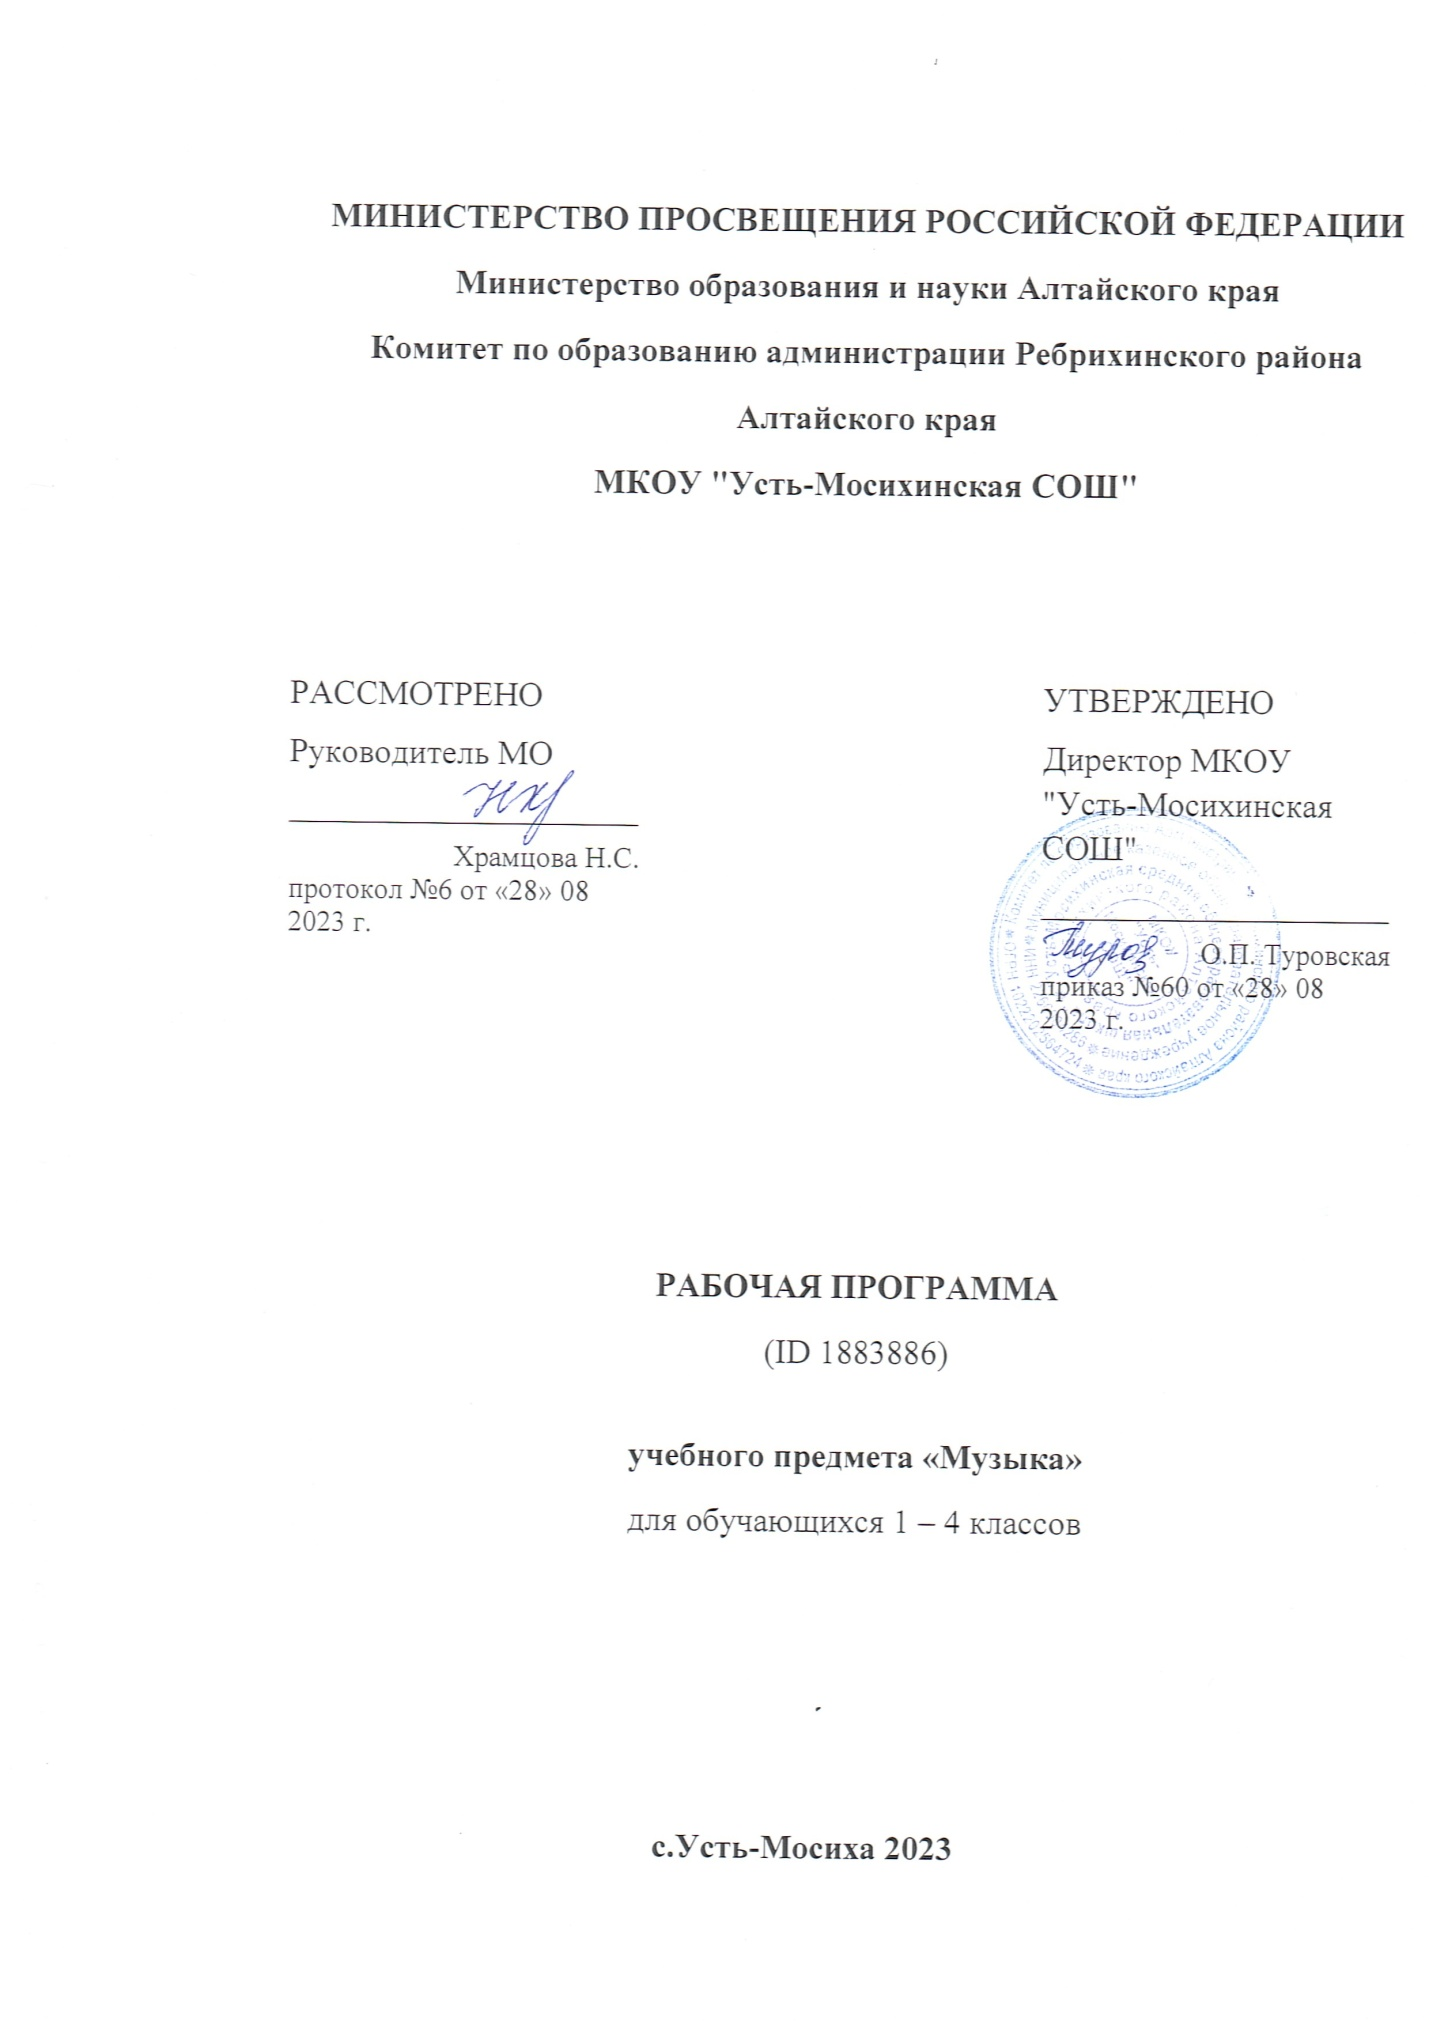 МИНИСТЕРСТВО ПРОСВЕЩЕНИЯ РОССИЙСКОЙ ФЕДЕРАЦИИ
Министерство образования и науки Алтайского края
Комитет по образованию администрации Ребрихинского района
Алтайского края
МКОУ "Усть-Мосихинская СОШ"
РАССМОТРЕНО
Руководитель МО
Храмцова Н.С.
протокол №6 от «28» 08
2023 г.
УТВЕРЖДЕНО
Директор МКОУ
"Усть-Мосихинская
СОШ"
О.П. Туровская
приказ №60 от «28» 08
2023 г.
РАБОЧАЯ ПРОГРАММА
(ID 1883886)
учебного предмета «Музыка»
для обучающихся 1 – 4 классов
с.Усть-Мосиха 2023